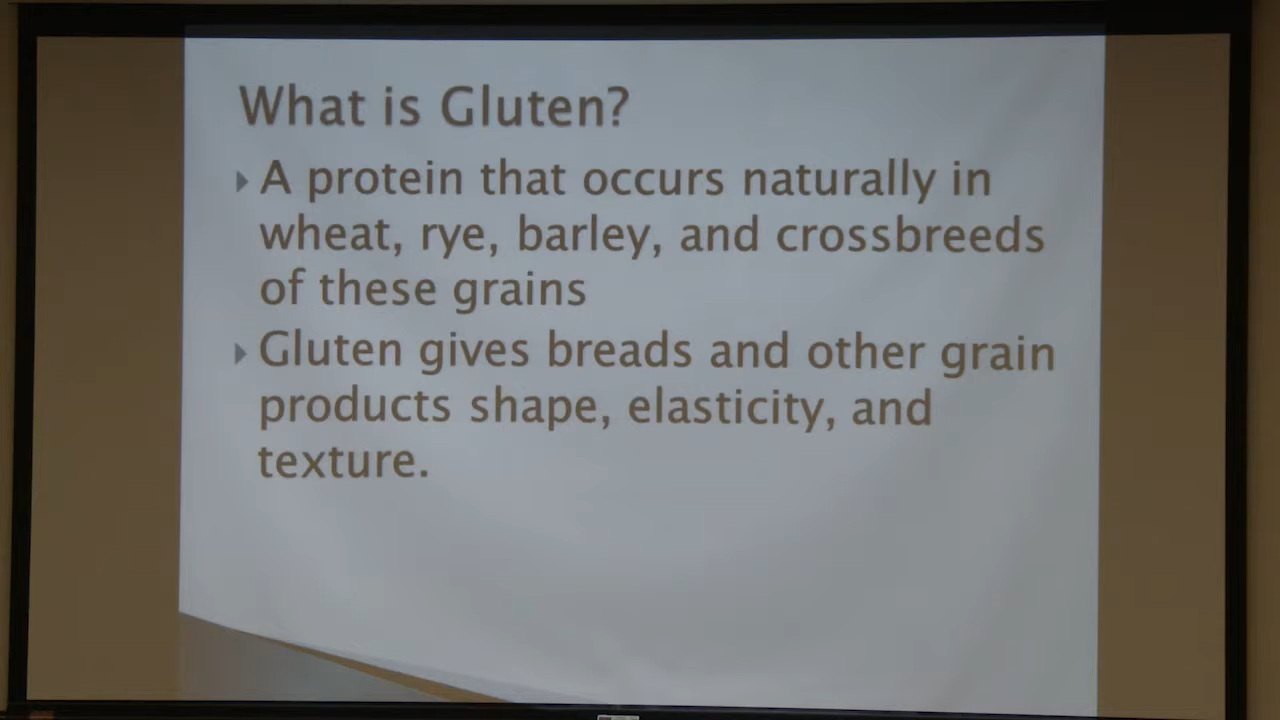 What is Gluten?
A protein that occurs naturally in
wheat, rye, barley, and crossbreeds
of these grains
Gluten gives breads and other grain
products shape, elasticity, and
texture.